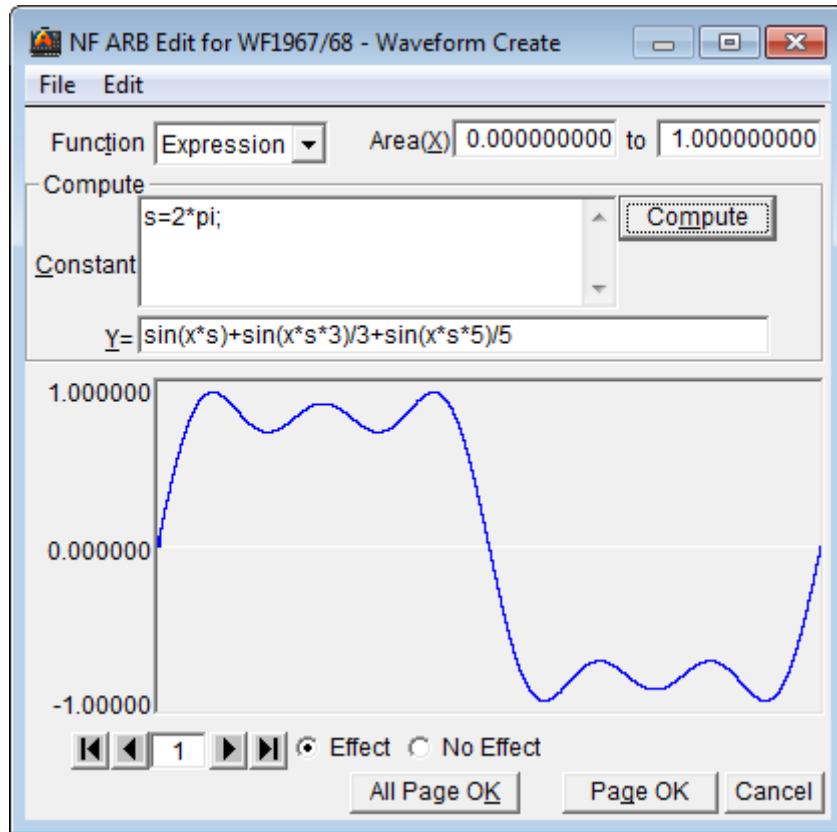 NF ARB Edit for WF1967/68 - Waveform Create
File Edit
Function Expression Area(X) 0.000000000 to 1.000000000
Compute
Constant s=2*pi; Compute
Y= sin(x*s)+sin(x*s*3)/3+sin(x*s*5)/5
1.000000
0.000000
-1.00000
1 Effect No Effect
All Page OK Page OK Cancel